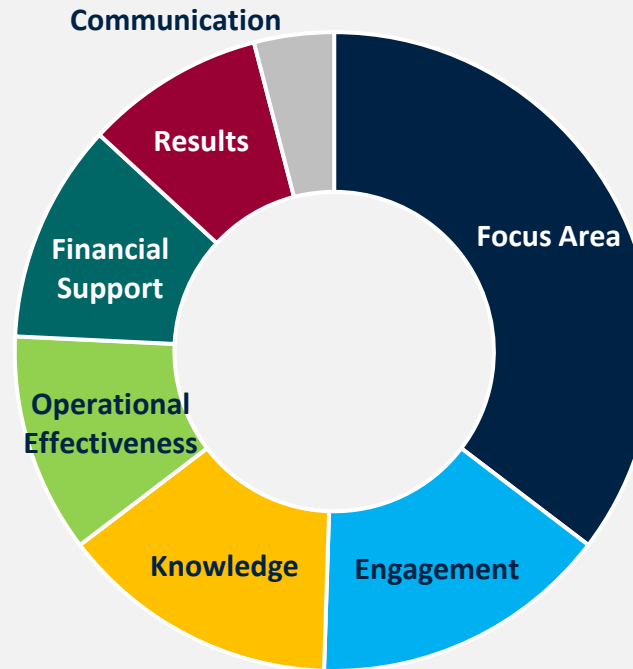 Communication
Results
Focus Area
Financial
Support
Operational
Effectiveness
Knowledge
Engagement